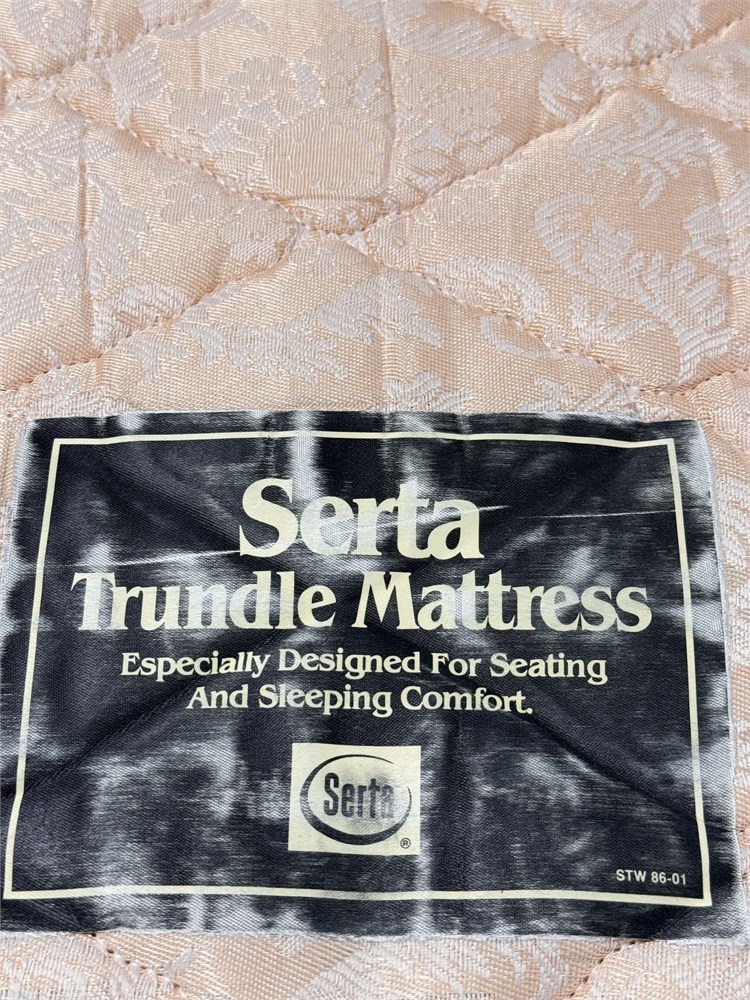 Serta
Trundle Mattress
Especially Designed For Seating
And Sleeping Comfort.
Serta
®
STW 86-01